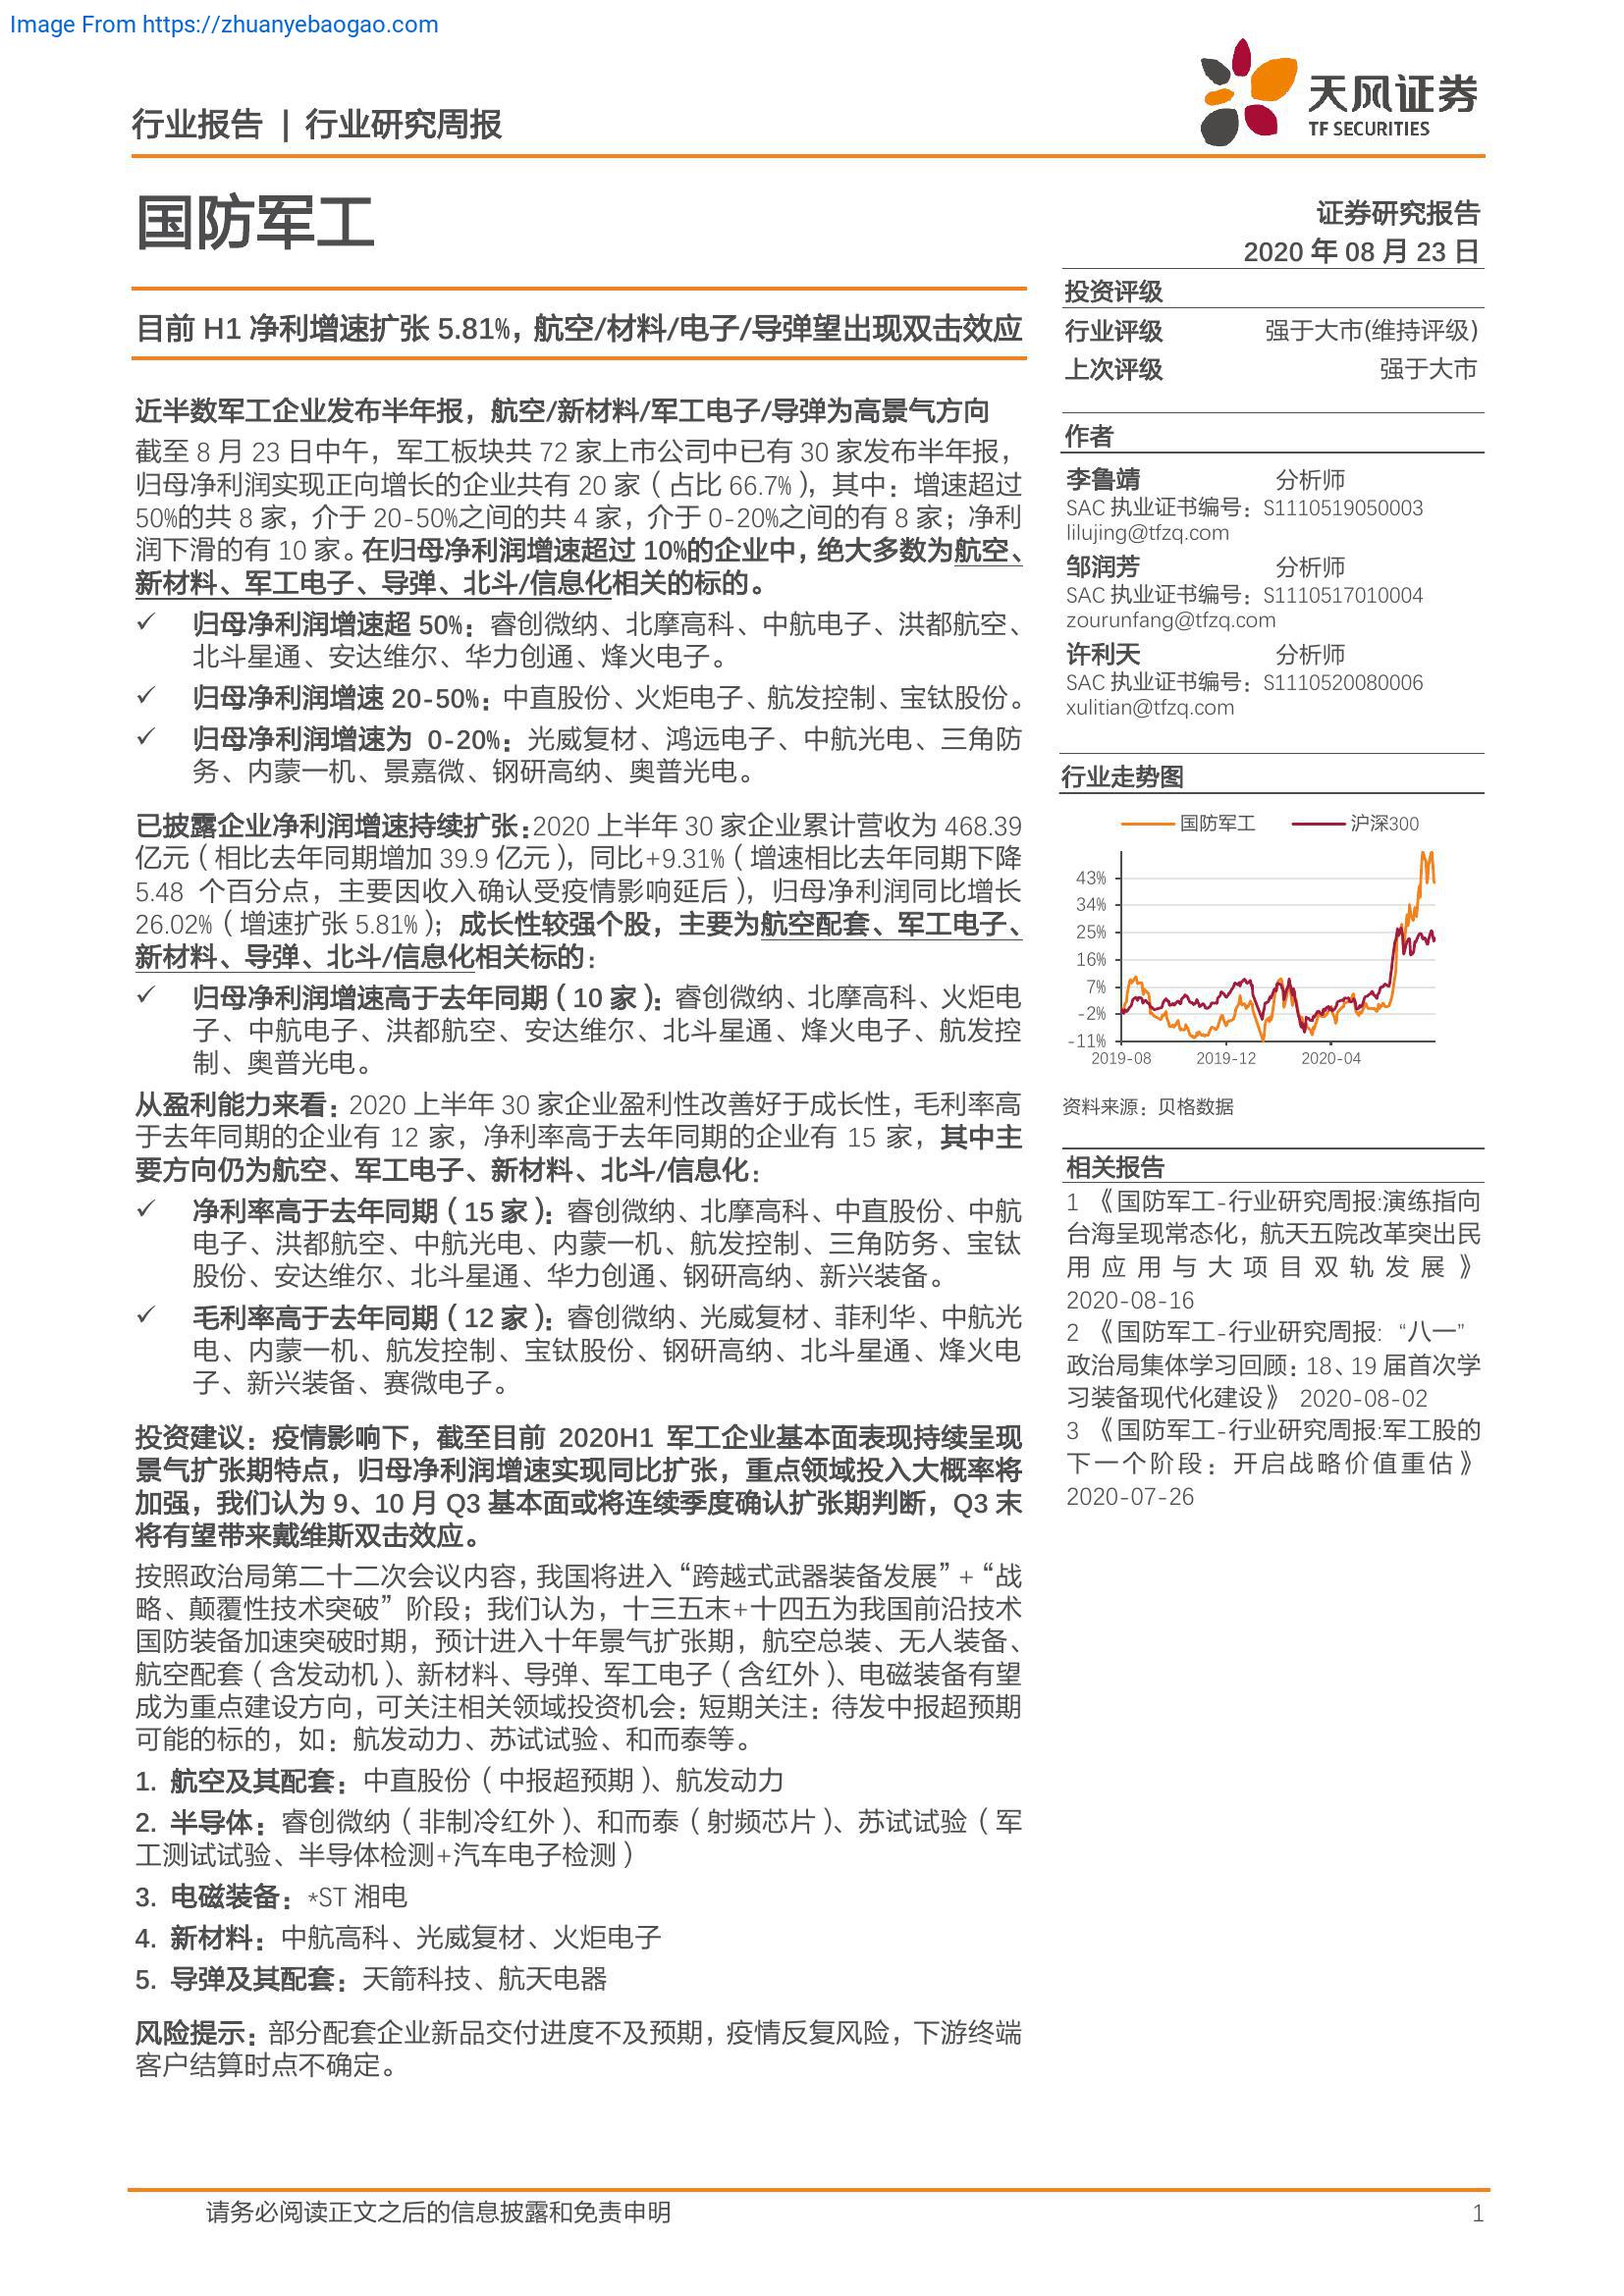 Image From https://zhuanyebaogao.com
行业报告 | 行业研究周报
天风证券
TF SECURITIES
国防军工
证券研究报告
2020 年 08 月 23 日
目前 H1 净利增速扩张 5.81%，航空/材料/电子/导弹望出现双击效应
近半数军工企业发布半年报，航空/新材料/军工电子/导弹为高景气方向
截至 8 月 23 日中午，军工板块共 72 家上市公司中已有 30 家发布半年报，
归母净利润实现正向增长的企业共有 20 家（占比 66.7%），其中：增速超过
50%的共 8 家，介于 20-50%之间的共 4 家，介于 0-20%之间的有 8 家；净利
润下滑的有 10 家。在归母净利润增速超过 10%的企业中，绝大多数为航空、
新材料、军工电子、导弹、北斗/信息化相关的标的。
✓ 归母净利润增速超 50%：睿创微纳、北摩高科、中航电子、洪都航空、
北斗星通、安达维尔、华力创通、烽火电子。
✓ 归母净利润增速 20-50%：中直股份、火炬电子、航发控制、宝钛股份。
✓ 归母净利润增速为 0-20%：光威复材、鸿远电子、中航光电、三角防
务、内蒙一机、景嘉微、钢研高纳、奥普光电。
已披露企业净利润增速持续扩张：2020 上半年 30 家企业累计营收为 468.39
亿元（相比去年同期增加 39.9 亿元），同比+9.31%（增速相比去年同期下降
5.48 个百分点，主要因收入确认受疫情影响延后），归母净利润同比增长
26.02%（增速扩张 5.81%）；成长性较强个股，主要为航空配套、军工电子、
新材料、导弹、北斗/信息化相关标的：
✓ 归母净利润增速高于去年同期（10 家）：睿创微纳、北摩高科、火炬电
子、中航电子、洪都航空、安达维尔、北斗星通、烽火电子、航发控
制、奥普光电。
从盈利能力来看：2020 上半年 30 家企业盈利性改善好于成长性，毛利率高
于去年同期的企业有 12 家，净利率高于去年同期的企业有 15 家，其中主
要方向仍为航空、军工电子、新材料、北斗/信息化：
✓ 净利率高于去年同期（15 家）：睿创微纳、北摩高科、中直股份、中航
电子、洪都航空、中航光电、内蒙一机、航发控制、三角防务、宝钛
股份、安达维尔、北斗星通、华力创通、钢研高纳、新兴装备。
✓ 毛利率高于去年同期（12 家）：睿创微纳、光威复材、菲利华、中航光
电、内蒙一机、航发控制、宝钛股份、钢研高纳、北斗星通、烽火电
子、新兴装备、赛微电子。
投资建议：疫情影响下，截至目前 2020H1 军工企业基本面表现持续呈现
景气扩张期特点，归母净利润增速实现同比扩张，重点领域投入大概率将
加强，我们认为 9、10 月 Q3 基本面或将连续季度确认扩张期判断，Q3 末
将有望带来戴维斯双击效应。
按照政治局第二十二次会议内容，我国将进入“跨越式武器装备发展”+“战
略、颠覆性技术突破”阶段；我们认为，十三五末+十四五为我国前沿技术
国防装备加速突破时期，预计进入十年景气扩张期，航空总装、无人装备、
航空配套（含发动机）、新材料、导弹、军工电子（含红外）、电磁装备有望
成为重点建设方向，可关注相关领域投资机会：短期关注：待发中报超预期
可能的标的，如：航发动力、苏试试验、和而泰等。
1. 航空及其配套：中直股份（中报超预期）、航发动力
2. 半导体：睿创微纳（非制冷红外）、和而泰（射频芯片）、苏试试验（军
工测试试验、半导体检测+汽车电子检测）
3. 电磁装备：*ST 湘电
4. 新材料：中航高科、光威复材、火炬电子
5. 导弹及其配套：天箭科技、航天电器
风险提示：部分配套企业新品交付进度不及预期，疫情反复风险，下游终端
客户结算时点不确定。
投资评级
行业评级 强于大市(维持评级)
上次评级 强于大市
作者
李鲁靖 分析师
SAC 执业证书编号：S1110519050003
lilujing@tfzq.com
邹润芳 分析师
SAC 执业证书编号：S1110517010004
zourunfang@tfzq.com
许利天 分析师
SAC 执业证书编号：S1110520080006
xulitian@tfzq.com
行业走势图
国防军工 沪深300
43%
34%
25%
16%
7%
-2%
-11%
2019-08 2019-12 2020-04
资料来源：贝格数据
相关报告
1 《国防军工-行业研究周报:演练指向
台海呈现常态化，航天五院改革突出民
用应用与大项目双轨发展》
2020-08-16
2 《国防军工-行业研究周报:“八一”
政治局集体学习回顾：18、19 届首次学
习装备现代化建设》 2020-08-02
3 《国防军工-行业研究周报:军工股的
下一个阶段：开启战略价值重估》
2020-07-26
请务必阅读正文之后的信息披露和免责申明
1